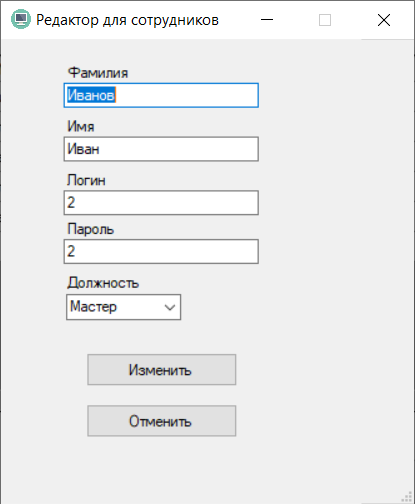 Редактор для сотрудников
Фамилия
Иванов
Имя
Иван
Логин
2
Пароль
2
Должность
Мастер
Изменить
Отменить